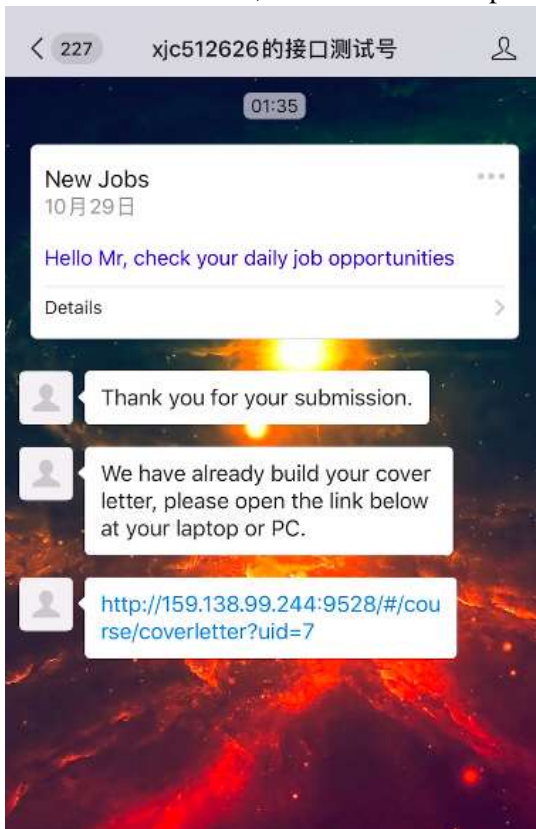 227
xjc512626的接口测试号
01:35
New Jobs
10月29日
Hello Mr, check your daily job opportunities
Details
Thank you for your submission.
We have already build your cover
letter, please open the link below
at your laptop or PC.
http://159.138.99.244:9528/#/cou
rse/coverletter?uid=7